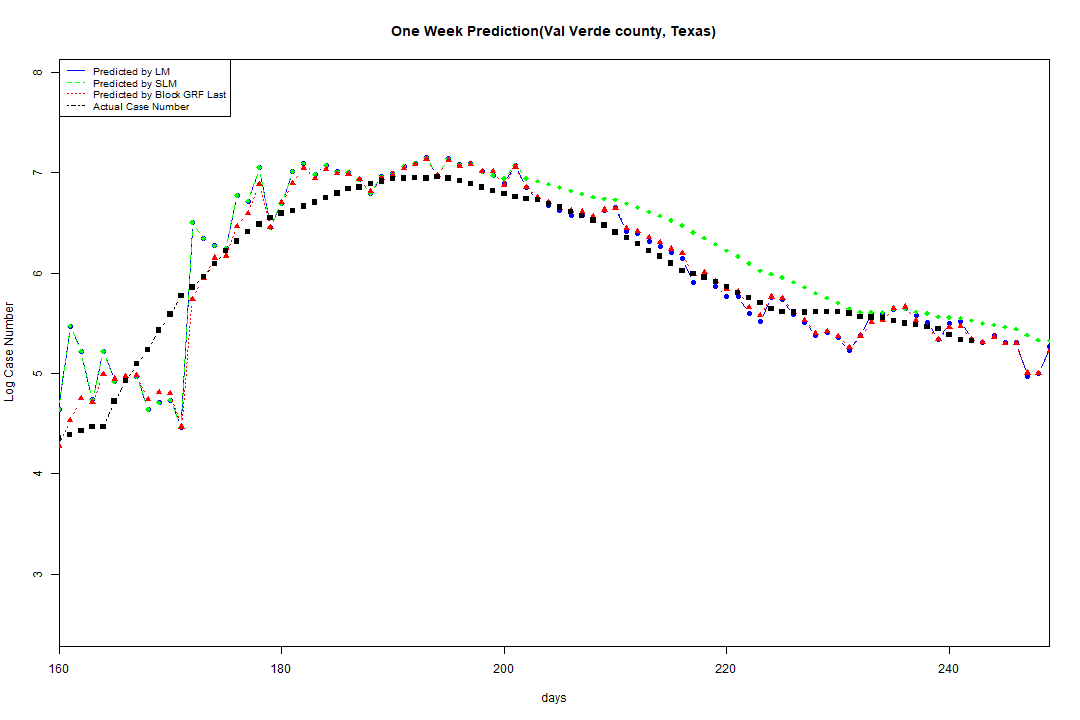 One Week Prediction(Val Verde county, Texas)
Predicted by LM
Predicted by SLM
Predicted by Block GRF Last
Actual Case Number
8
7
6
5
4
3
Log Case Number
160
180
200
220
240
days